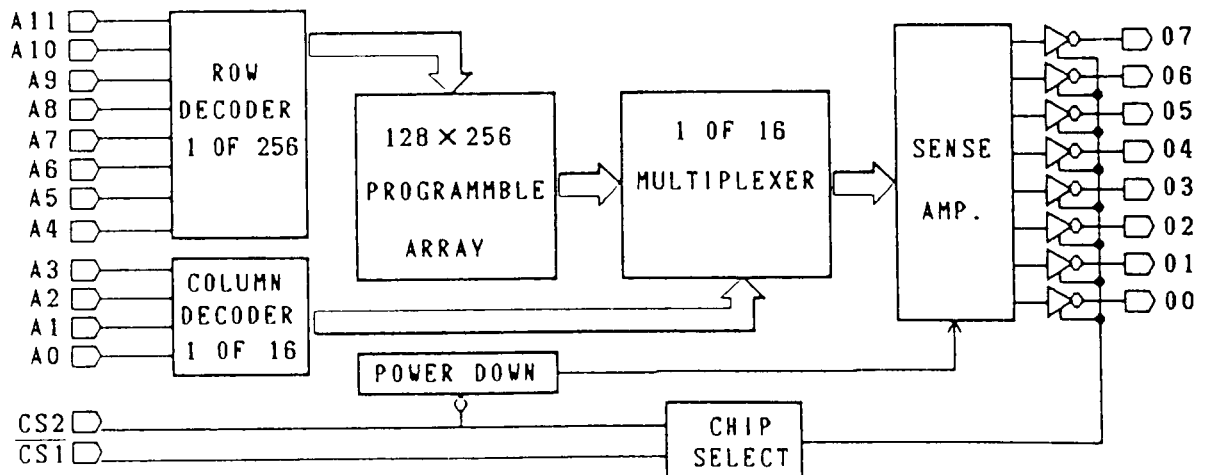 A11
A10
A9
A8
A7
A6
A5
A4
ROW
DECODER
1 OF 256
A3
A2
A1
A0
COLUMN
DECODER
1 OF 16
128×256
PROGRAMMBLE
ARRAY
1 OF 16
MULTIPLEXER
SENSE
AMP.
07
06
05
04
03
02
01
00
POWER DOWN
CS2
CS1
CHIP
SELECT